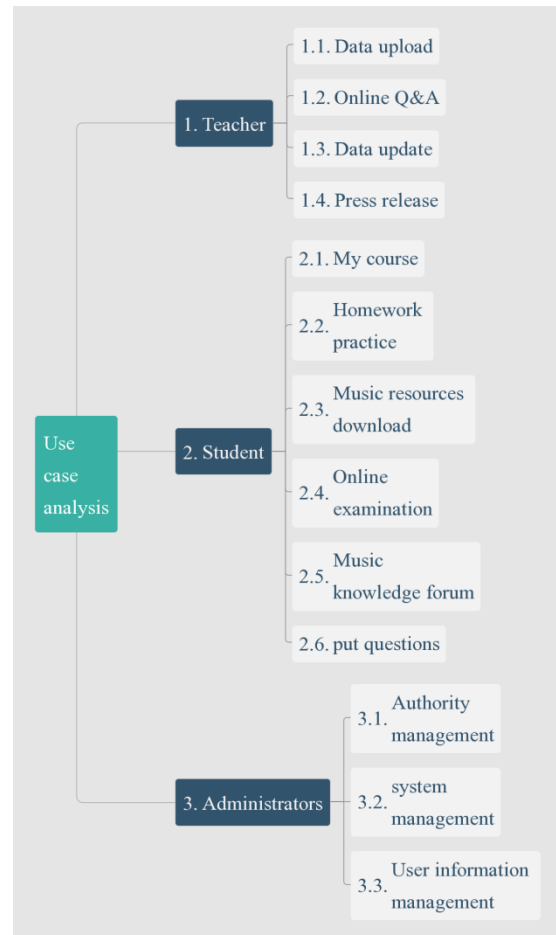 Use
case
analysis
1. Teacher
1.1. Data upload
1.2. Online Q&A
1.3. Data update
1.4. Press release
2. Student
2.1. My course
2.2. Homework
practice
2.3. Music resources
download
2.4. Online
examination
2.5. Music
knowledge forum
2.6. put questions
3. Administrators
3.1. Authority
management
3.2. system
management
3.3. User information
management